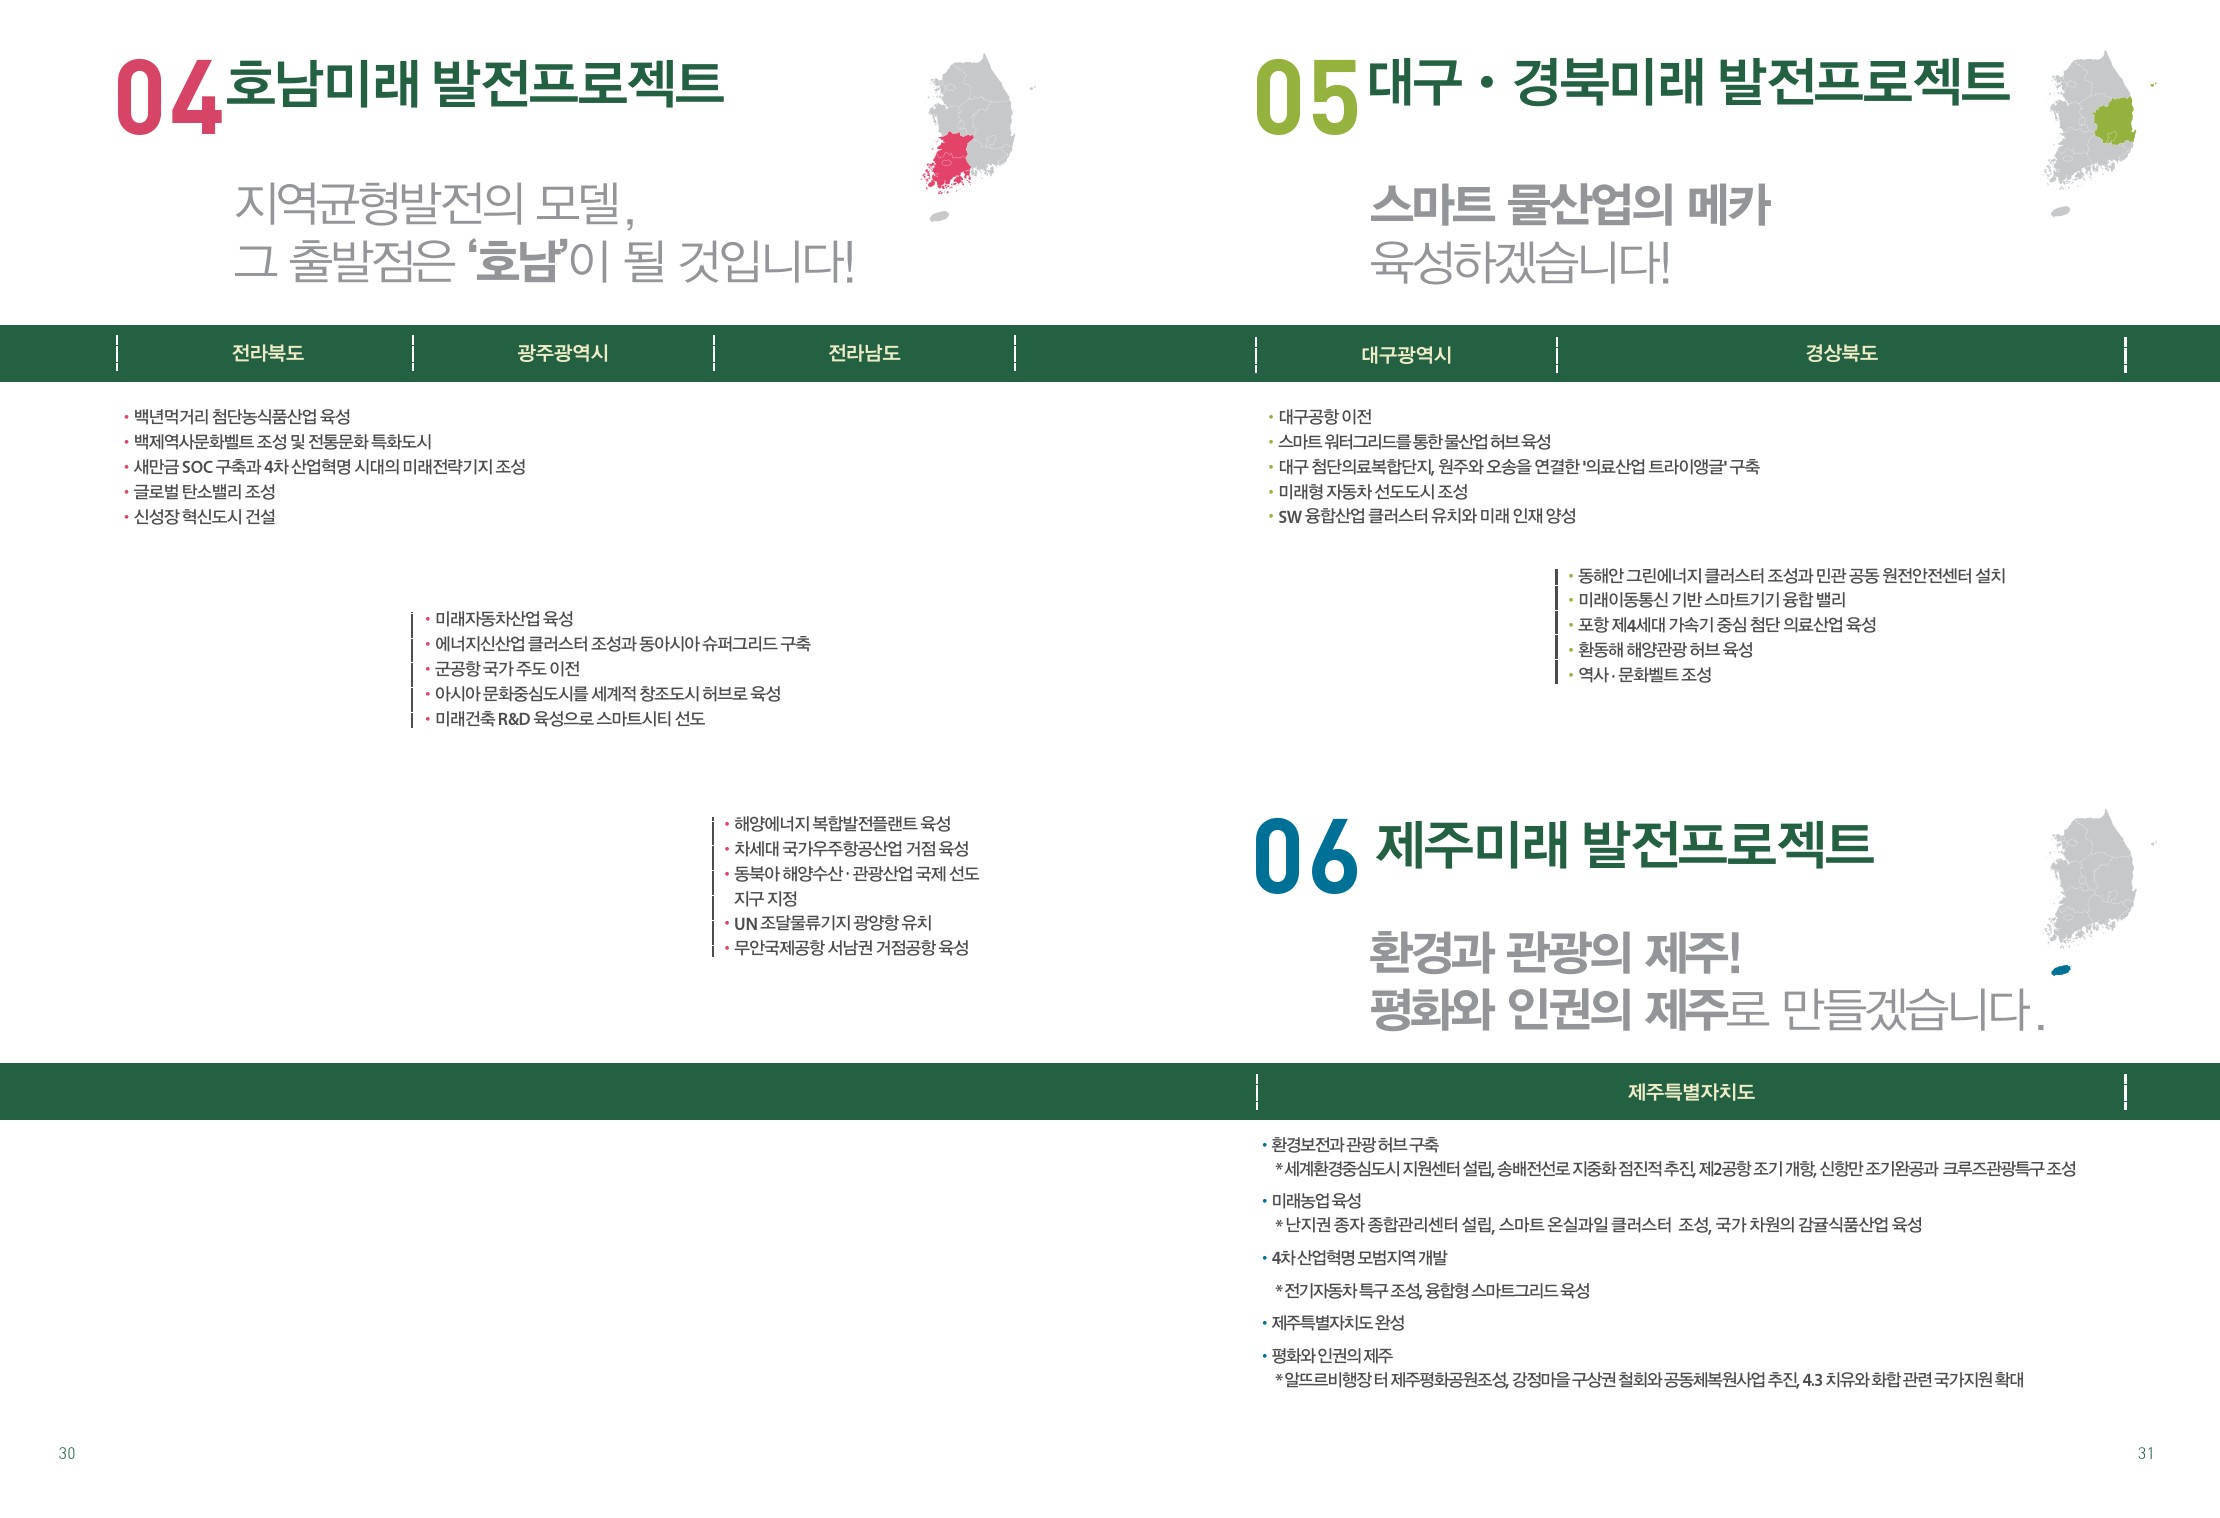 04 호남미래 발전프로젝트
지역균형발전의 모델,
그 출발점은 ‘호남’이 될 것입니다!
전라북도
광주광역시
전라남도
• 백년먹거리 첨단농식품산업 육성
• 백제역사문화벨트 조성 및 전통문화 특화도시
• 새만금 SOC 구축과 4차 산업혁명 시대의 미래전략기지 조성
• 글로벌 탄소밸리 조성
• 신성장 혁신도시 건설
• 미래자동차산업 육성
• 에너지신산업 클러스터 조성과 동아시아 슈퍼그리드 구축
• 군공항 국가 주도 이전
• 아시아 문화중심도시를 세계적 창조도시 허브로 육성
• 미래건축 R&D 육성으로 스마트시티 선도
• 해양에너지 복합발전플랜트 육성
• 차세대 국가우주항공산업 거점 육성
• 동북아 해양수산 · 관광산업 국제 선도
지구 지정
• UN 조달물류기지 광양항 유치
• 무안국제공항 서남권 거점공항 육성
30
05 대구 · 경북미래 발전프로젝트
스마트 물산업의 메카
육성하겠습니다!
대구광역시
경상북도
• 대구공항 이전
• 스마트 워터그리드를 통한 물산업 허브 육성
• 대구 첨단의료복합단지, 원주와 오송을 연결한 '의료산업 트라이앵글' 구축
• 미래형 자동차 선도도시 조성
• SW 융합산업 클러스터 유치와 미래 인재 양성
• 동해안 그린에너지 클러스터 조성과 민관 공동 원전안전센터 설치
• 미래이동통신 기반 스마트기기 융합 밸리
• 포항 제4세대 가속기 중심 첨단 의료산업 육성
• 환동해 해양관광 허브 육성
• 역사 · 문화벨트 조성
06 제주미래 발전프로젝트
환경과 관광의 제주!
평화와 인권의 제주로 만들겠습니다.
제주특별자치도
• 환경보전과 관광 허브 구축
* 세계환경중심도시 지원센터 설립, 송배전선로 지중화 점진적 추진, 제2공항 조기 개항, 신항만 조기완공과 크루즈관광특구 조성
• 미래농업 육성
* 난지권 종자 종합관리센터 설립, 스마트 온실과일 클러스터 조성, 국가 차원의 감귤식품산업 육성
• 4차 산업혁명 모범지역 개발
* 전기자동차 특구 조성, 융합형 스마트그리드 육성
• 제주특별자치도 완성
• 평화와 인권의 제주
* 알뜨르비행장 터 제주평화공원조성, 강정마을 구상권 철회와 공동체복원사업 추진, 4.3 치유와 화합 관련 국가지원 확대
31